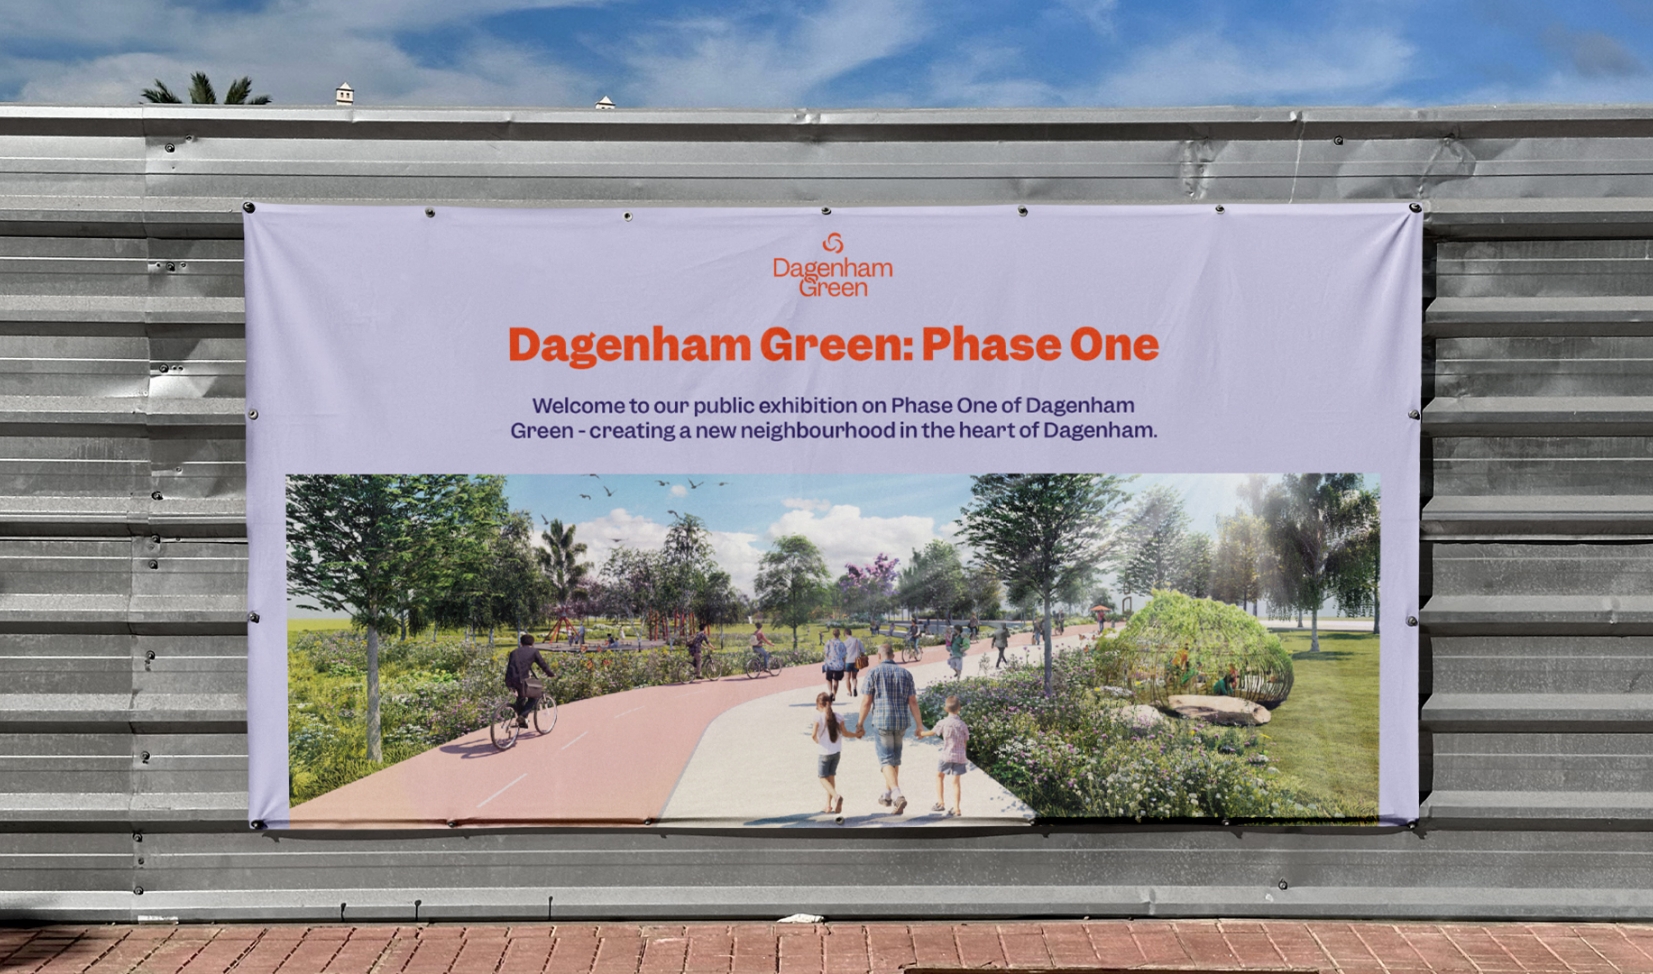 Dagenham
Green
Dagenham Green: Phase One
Welcome to our public exhibition on Phase One of Dagenham
Green - creating a new neighbourhood in the heart of Dagenham.